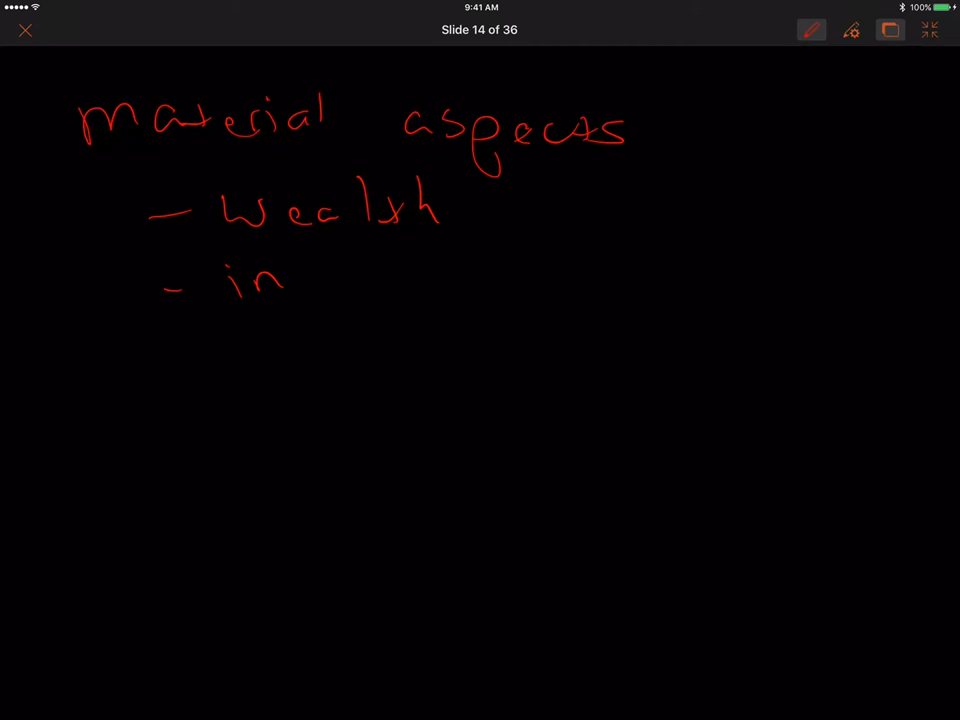 9:41 AM
100%
Slide 14 of 36
material aspects
- Wealth
- in